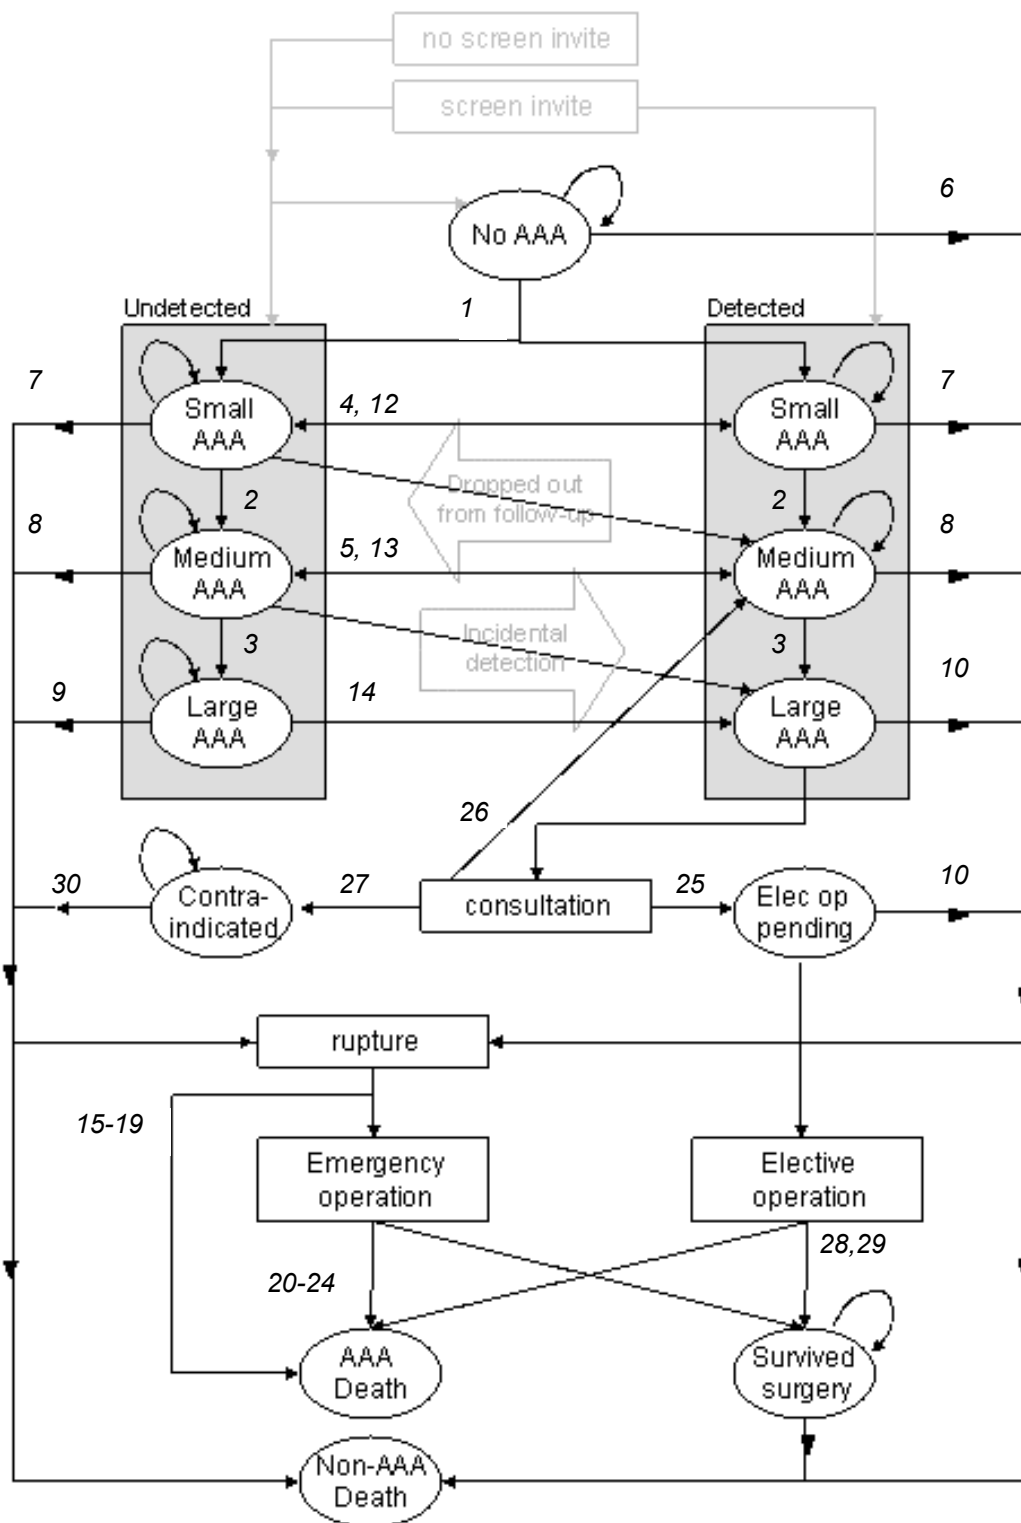 no screen invite
screen invite
6
No AAA
1
Undetected
Detected
7
Small
AAA
4, 12
Small
AAA
7
Dropped out
from follow-up
2
2
8
Medium
AAA
5, 13
Medium
AAA
8
Incidental
detection
3
3
9
Large
AAA
14
Large
AAA
10
26
30
Contra-
indicated
27
consultation
25
Elec op
pending
10
rupture
15-19
Emergency
operation
Elective
operation
20-24
28,29
AAA
Death
Survived
surgery
Non-AAA
Death